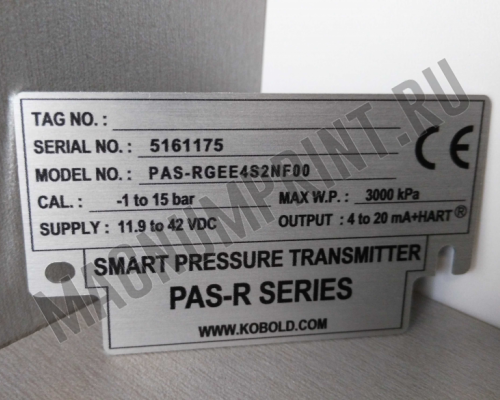 TAG NO. :
SERIAL NO. : 5161175
MODEL NO. : PAS-RGEE4S2NF00
CAL. : -1 to 15 bar MAX W.P. : 3000 kPa
SUPPLY : 11.9 to 42 VDC OUTPUT : 4 to 20 mA+HART®
CE
SMART PRESSURE TRANSMITTER
PAS-R SERIES
WWW.KOBOLD.COM
MAGNUMPRINT.RU